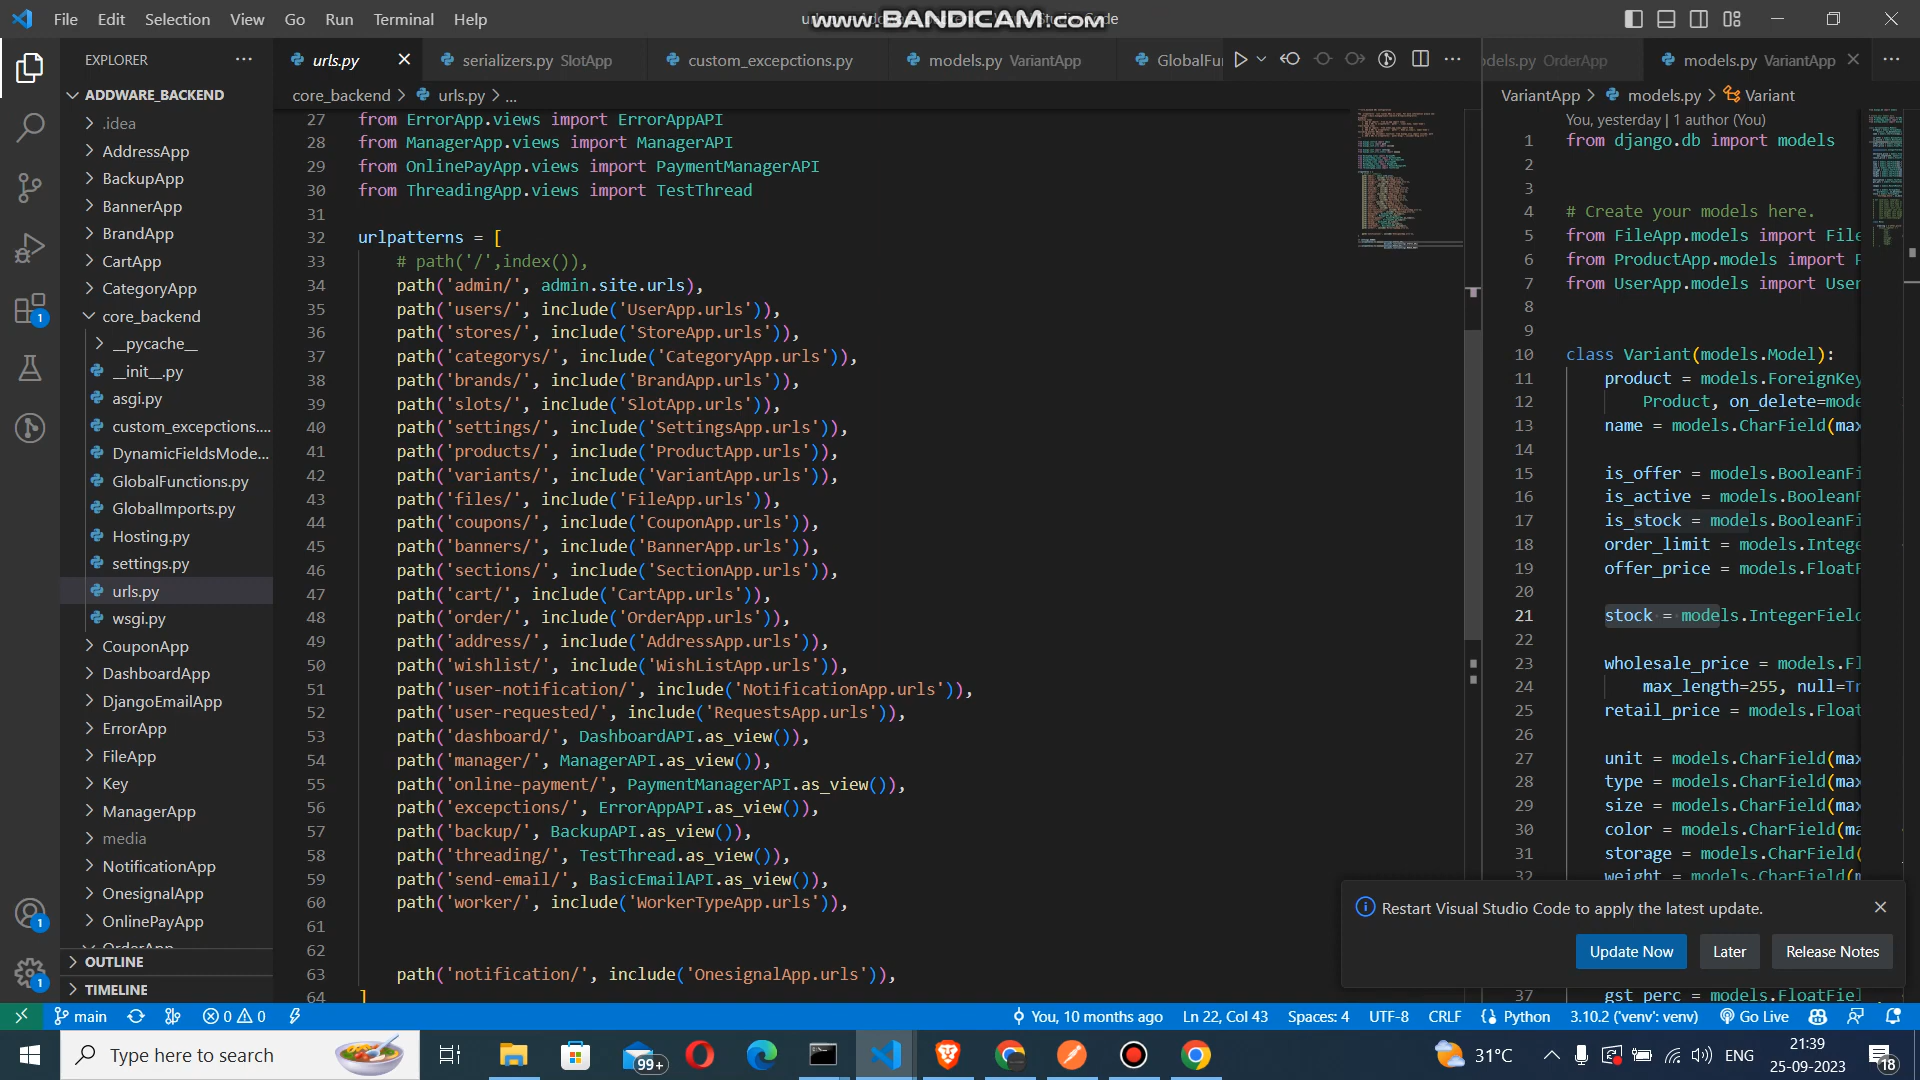 File Edit Selection View Go Run Terminal Help
www.BANDICAM.com
Code
EXPLORER
ADDWARE_BACKEND
.idea
AddressApp
BackupApp
BannerApp
BrandApp
CartApp
CategoryApp
core_backend
__pycache__
__init__.py
asgi.py
custom_excepctions....
DynamicFieldsMode...
GlobalFunctions.py
GlobalImports.py
Hosting.py
settings.py
urls.py
wsgi.py
CouponApp
DashboardApp
DjangoEmailApp
ErrorApp
FileApp
Key
ManagerApp
media
NotificationApp
OnesignalApp
OnlinePayApp
OrderApp
OUTLINE
TIMELINE
urls.py
serializers.py SlotApp
custom_excepctions.py
models.py VariantApp
GlobalFu
core_backend > urls.py > ...
27 from ErrorApp.views import ErrorAppAPI
28 from ManagerApp.views import ManagerAPI
29 from OnlinePayApp.views import PaymentManagerAPI
30 from ThreadingApp.views import TestThread
31
32 urlpatterns = [
33 # path('/',index()),
34 path('admin/', admin.site.urls),
35 path('users/', include('UserApp.urls')),
36 path('stores/', include('StoreApp.urls')),
37 path('categorys/', include('CategoryApp.urls')),
38 path('brands/', include('BrandApp.urls')),
39 path('slots/', include('SlotApp.urls')),
40 path('settings/', include('SettingsApp.urls')),
41 path('products/', include('ProductApp.urls')),
42 path('variants/', include('VariantApp.urls')),
43 path('files/', include('FileApp.urls')),
44 path('coupons/', include('CouponApp.urls')),
45 path('banners/', include('BannerApp.urls')),
46 path('sections/', include('SectionApp.urls')),
47 path('cart/', include('CartApp.urls')),
48 path('order/', include('OrderApp.urls')),
49 path('address/', include('AddressApp.urls')),
50 path('wishlist/', include('WishListApp.urls')),
51 path('user-notification/', include('NotificationApp.urls')),
52 path('user-requested/', include('RequestsApp.urls')),
53 path('dashboard/', DashboardAPI.as_view()),
54 path('manager/', ManagerAPI.as_view()),
55 path('online-payment/', PaymentManagerAPI.as_view()),
56 path('excepctions/', ErrorAppAPI.as_view()),
57 path('backup/', BackupAPI.as_view()),
58 path('threading/', TestThread.as_view()),
59 path('send-email/', BasicEmailAPI.as_view()),
60 path('worker/', include('WorkerTypeApp.urls')),
61
62
63 path('notification/', include('OnesignalApp.urls')),
64 ]
odels.py OrderApp
models.py VariantApp
VariantApp > models.py > Variant
You, yesterday | 1 author (You)
1 from django.db import models
2
3
4 # Create your models here.
5 from FileApp.models import File
6 from ProductApp.models import P
7 from UserApp.models import User
8
9
10 class Variant(models.Model):
11 product = models.ForeignKey
12 Product, on_delete=mode
13 name = models.CharField(max
14
15 is_offer = models.BooleanFi
16 is_active = models.BooleanF
17 is_stock = models.BooleanFi
18 order_limit = models.Intege
19 offer_price = models.FloatF
20
21 stock = models.IntegerField
22
23 wholesale_price = models.Fl
24 max_length=255, null=Tr
25 retail_price = models.Float
26
27 unit = models.CharField(max
28 type = models.CharField(max
29 size = models.CharField(max
30 color = models.CharField(ma
31 storage = models.CharField(
32 weight = models.CharField(m
37 gst_perc = models.FloatFiel
Restart Visual Studio Code to apply the latest update.
Update Now
Later
Release Notes
main
0 0
You, 10 months ago
Ln 22, Col 43
Spaces: 4
UTF-8
CRLF
Python
3.10.2 ('venv': venv)
Go Live
Type here to search
99+
31°C
ENG
21:39
25-09-2023
18